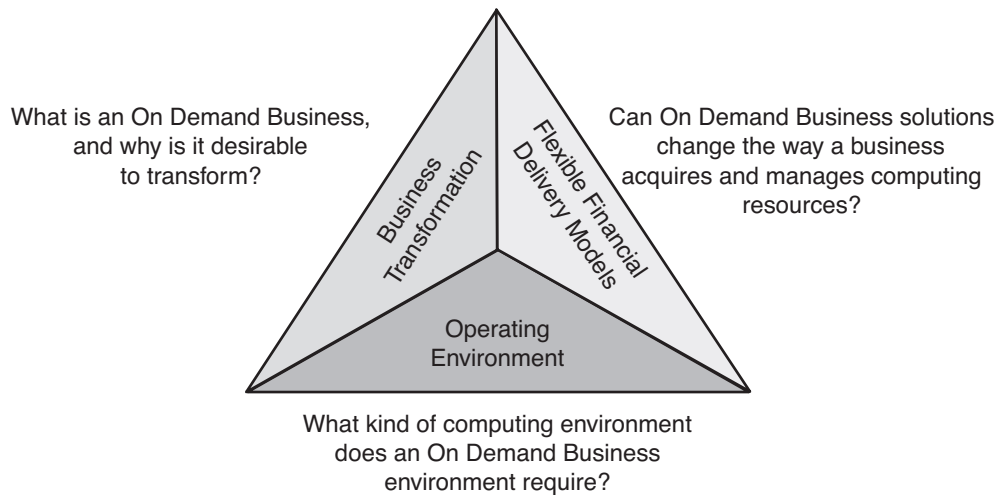 What is an On Demand Business,
and why is it desirable
to transform?
Business
Transformation
Flexible Financial
Delivery Models
Can On Demand Business solutions
change the way a business
acquires and manages computing
resources?
Operating
Environment
What kind of computing environment
does an On Demand Business
environment require?